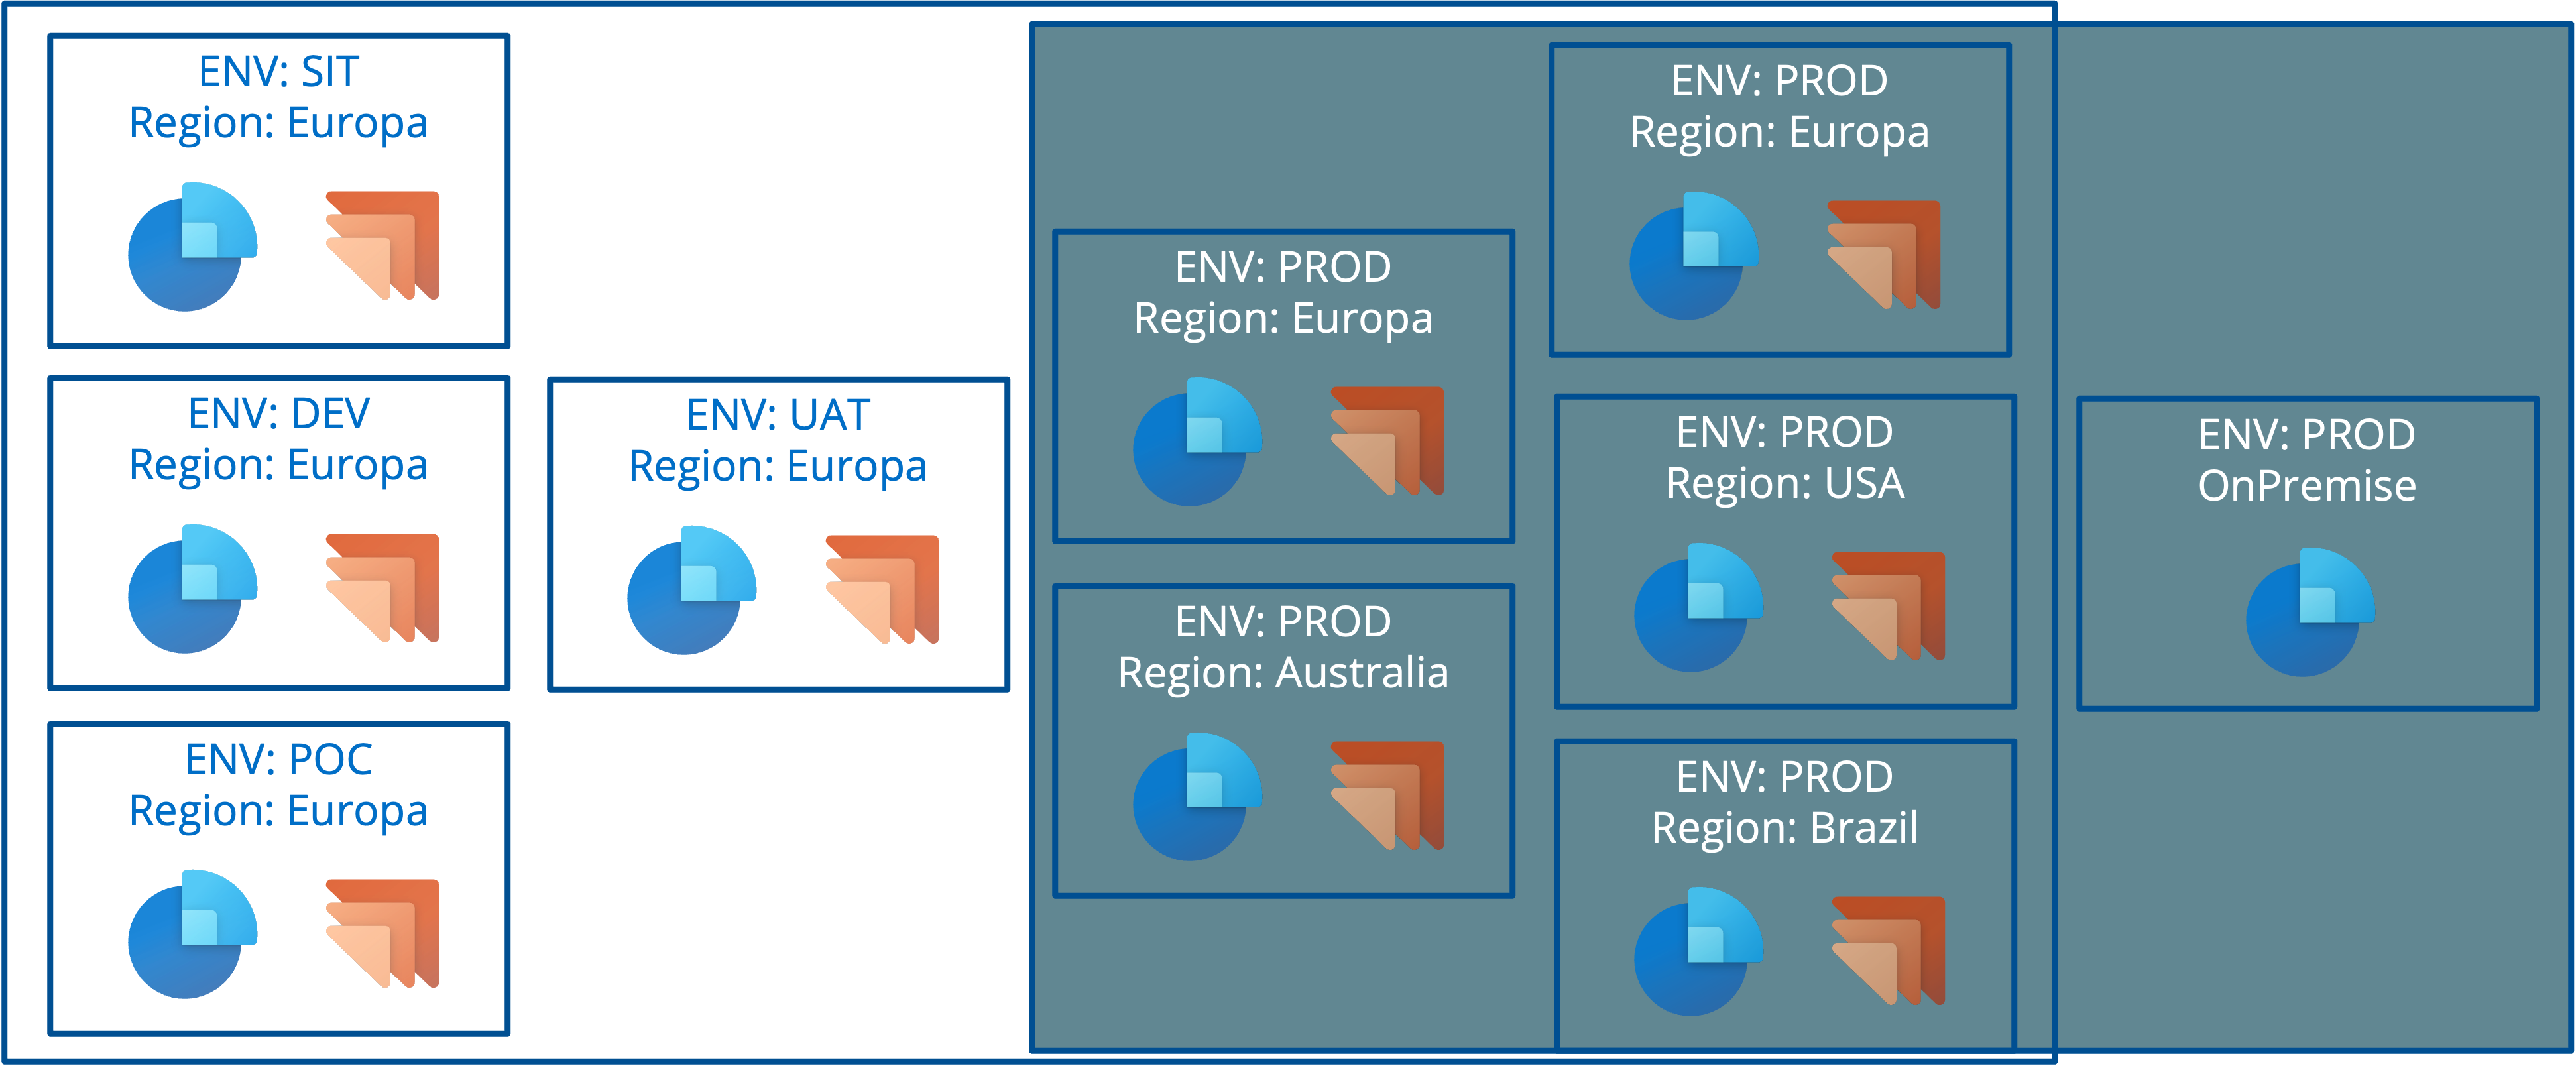 ENV: SIT
Region: Europa
ENV: DEV
Region: Europa
ENV: POC
Region: Europa
ENV: UAT
Region: Europa
ENV: PROD
Region: Europa
ENV: PROD
Region: Australia
ENV: PROD
Region: Europa
ENV: PROD
Region: USA
ENV: PROD
Region: Brazil
ENV: PROD
OnPremise